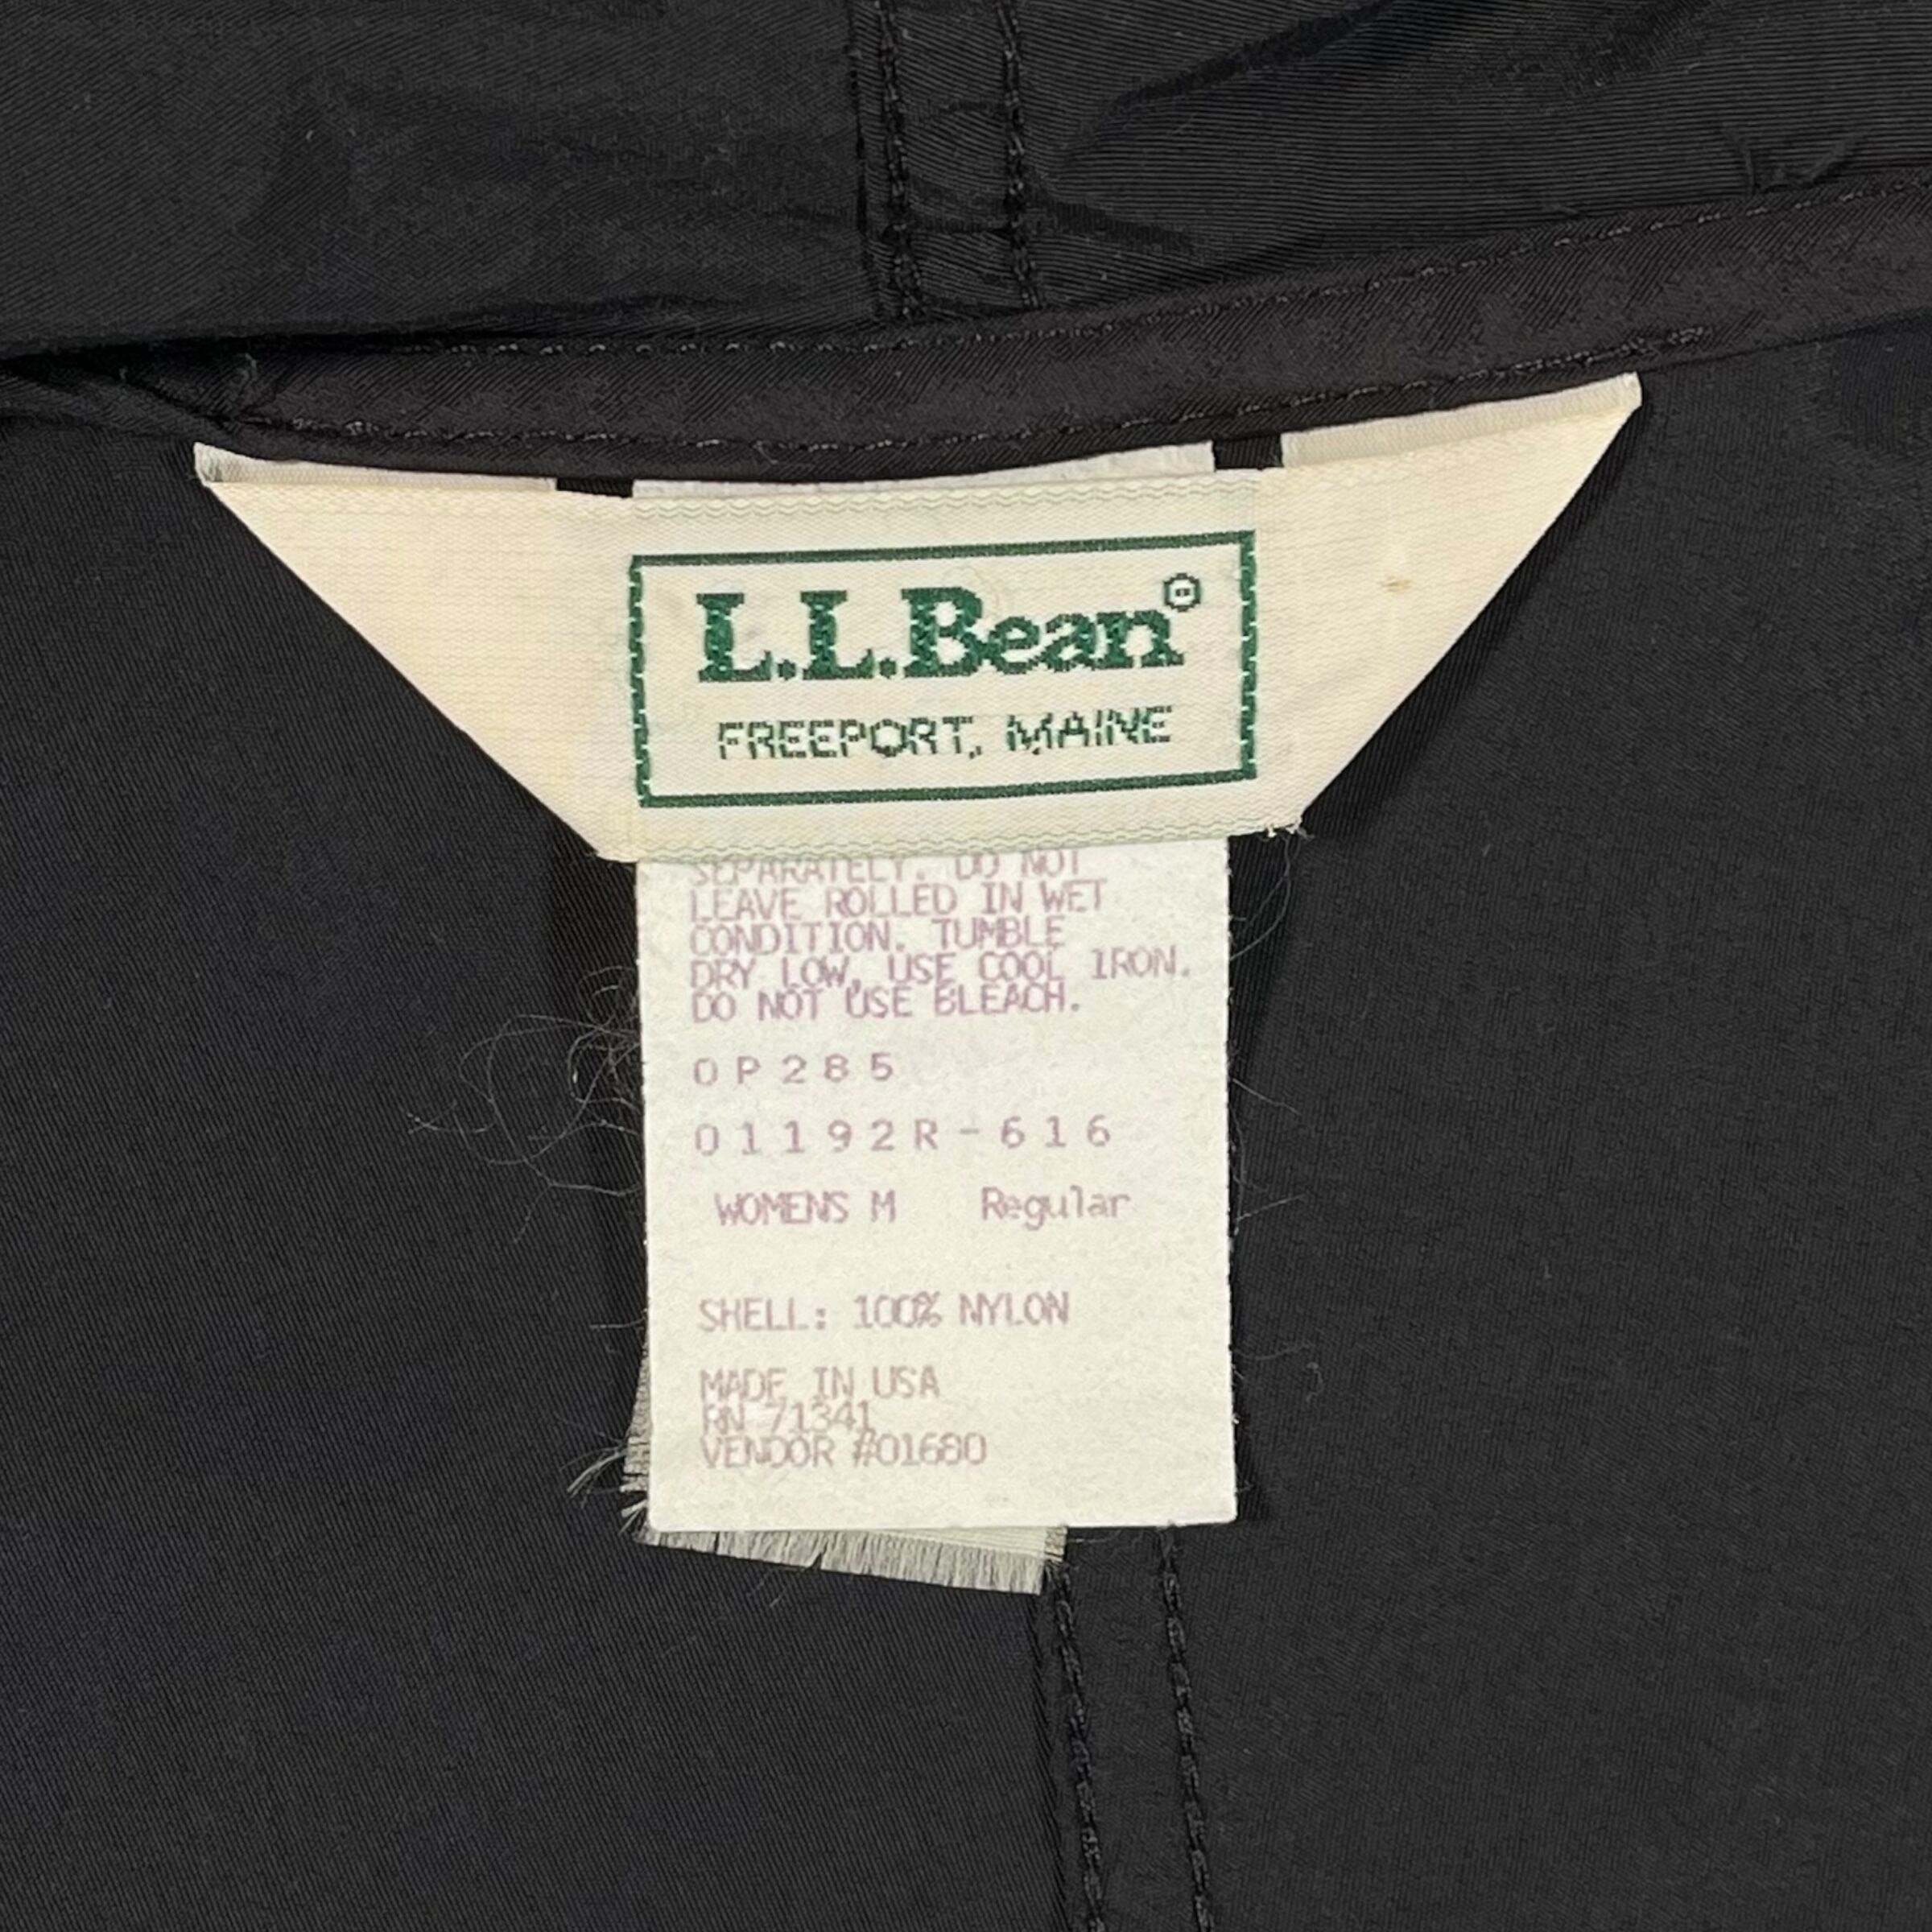 L.L.Bean®
FREEPORT, MAINE
SEPARATELY. DO NOT
LEAVE ROLLED IN WET
CONDITION. TUMBLE
DRY LOW, USE COOL IRON.
DO NOT USE BLEACH.
0P285
01192R-616
WOMENS M Regular
SHELL: 100% NYLON
MADE IN USA
RN 71341
VENDOR #01680